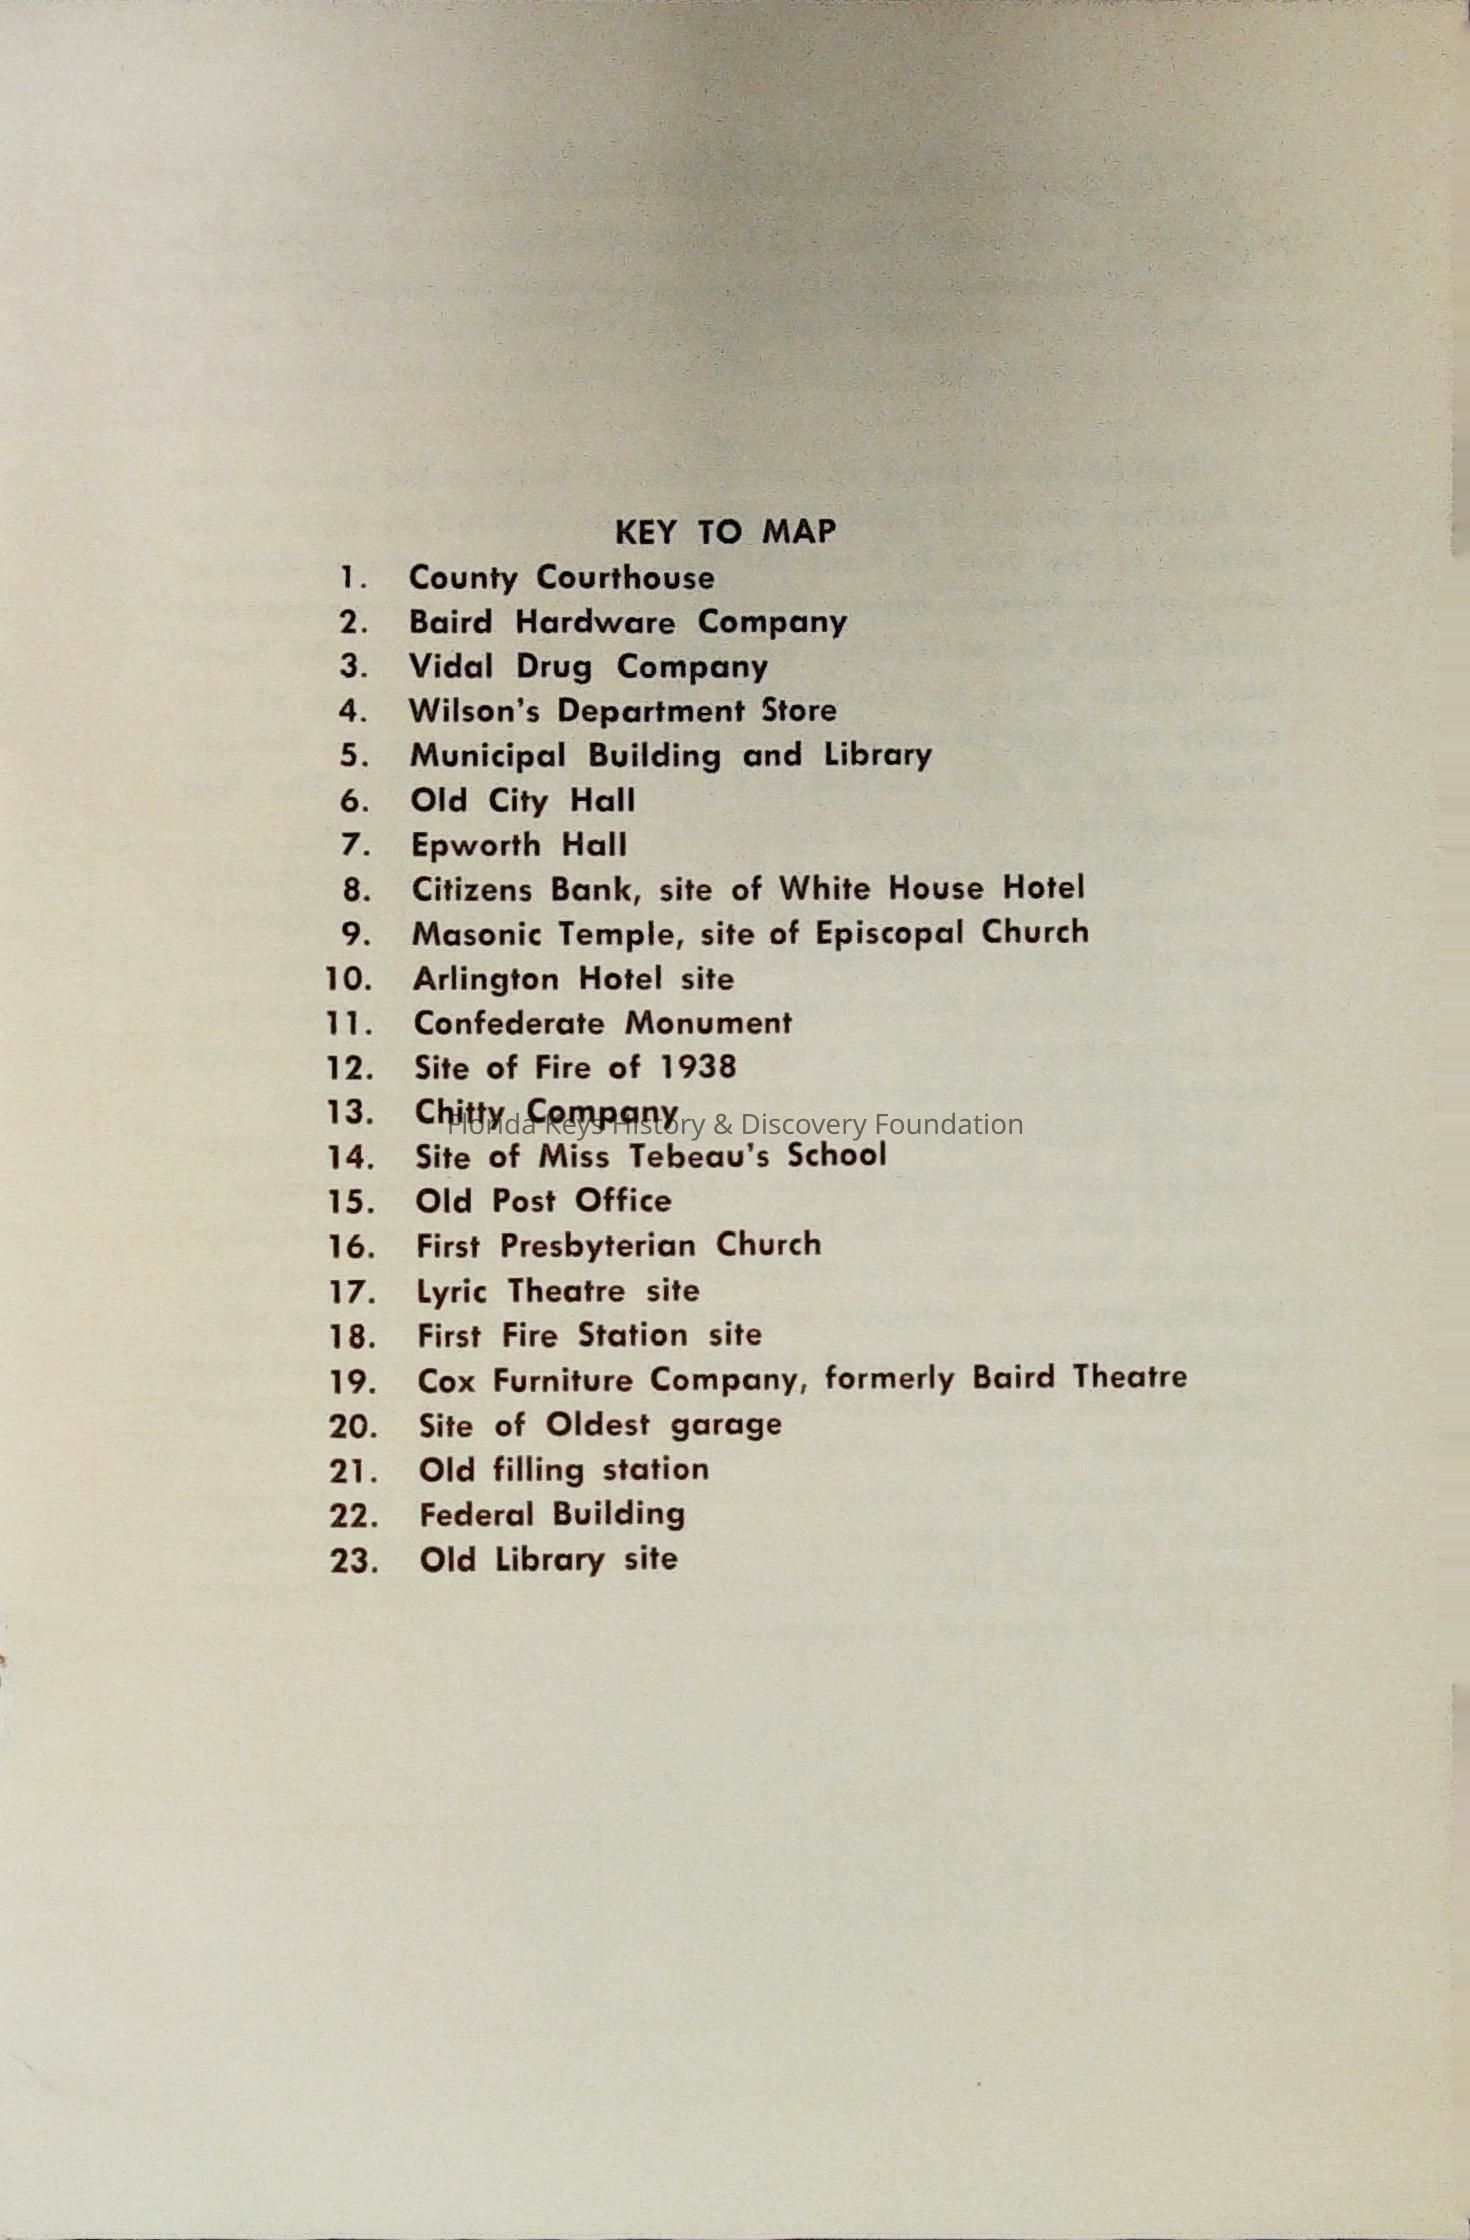 KEY TO MAP
1. County Courthouse
2. Baird Hardware Company
3. Vidal Drug Company
4. Wilson's Department Store
5. Municipal Building and Library
6. Old City Hall
7. Epworth Hall
8. Citizens Bank, site of White House Hotel
9. Masonic Temple, site of Episcopal Church
10. Arlington Hotel site
11. Confederate Monument
12. Site of Fire of 1938
13. Chitty Company
Florida Keys History & Discovery Foundation
14. Site of Miss Tebeau's School
15. Old Post Office
16. First Presbyterian Church
17. Lyric Theatre site
18. First Fire Station site
19. Cox Furniture Company, formerly Baird Theatre
20. Site of Oldest garage
21. Old filling station
22. Federal Building
23. Old Library site